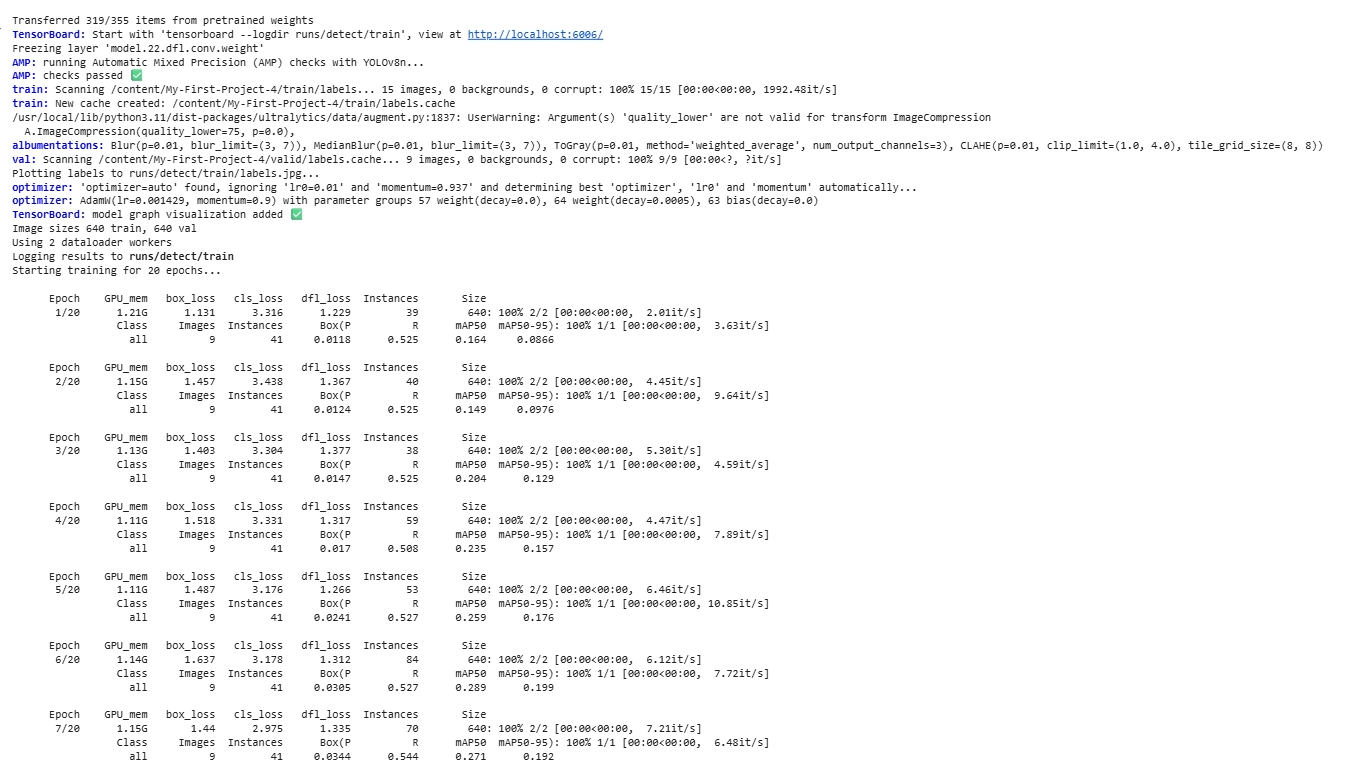 Transferred 319/355 items from pretrained weights
TensorBoard: Start with 'tensorboard --logdir runs/detect/train', view at http://localhost:6006/
Freezing layer 'model.22.dfl.conv.weight'
AMP: running Automatic Mixed Precision (AMP) checks with YOLOv8n...
AMP: checks passed ✅
train: Scanning /content/My-First-Project-4/train/labels... 15 images, 0 backgrounds, 0 corrupt: 100% 15/15 [00:00<00:00, 1992.48it/s]
train: New cache created: /content/My-First-Project-4/train/labels.cache
/usr/local/lib/python3.11/dist-packages/ultralytics/data/augment.py:1837: UserWarning: Argument(s) 'quality_lower' are not valid for transform ImageCompression
  A.ImageCompression(quality_lower=75, p=0.0),
albumentations: Blur(p=0.01, blur_limit=(3, 7)), MedianBlur(p=0.01, blur_limit=(3, 7)), ToGray(p=0.01, method='weighted_average', num_output_channels=3), CLAHE(p=0.01, clip_limit=(1.0, 4.0), tile_grid_size=(8, 8))
val: Scanning /content/My-First-Project-4/valid/labels.cache... 9 images, 0 backgrounds, 0 corrupt: 100% 9/9 [00:00<?, ?it/s]
Plotting labels to runs/detect/train/labels.jpg...
optimizer: 'optimizer=auto' found, ignoring 'lr0=0.01' and 'momentum=0.937' and determining best 'optimizer', 'lr0' and 'momentum' automatically...
optimizer: AdamW(lr=0.001429, momentum=0.9) with parameter groups 57 weight(decay=0.0), 64 weight(decay=0.0005), 63 bias(decay=0.0)
TensorBoard: model graph visualization added ✅
Image sizes 640 train, 640 val
Using 2 dataloader workers
Logging results to runs/detect/train
Starting training for 20 epochs...
Epoch GPU_mem box_loss cls_loss dfl_loss Instances Size
1/20 1.21G 1.131 3.316 1.229 39 640: 100% 2/2 [00:00<00:00, 2.01it/s]
Class Images Instances Box(P R mAP50 mAP50-95): 100% 1/1 [00:00<00:00, 3.63it/s]
all 9 41 0.0118 0.525 0.164 0.0866
Epoch GPU_mem box_loss cls_loss dfl_loss Instances Size
2/20 1.15G 1.457 3.438 1.367 40 640: 100% 2/2 [00:00<00:00, 4.45it/s]
Class Images Instances Box(P R mAP50 mAP50-95): 100% 1/1 [00:00<00:00, 9.64it/s]
all 9 41 0.0124 0.525 0.149 0.0976
Epoch GPU_mem box_loss cls_loss dfl_loss Instances Size
3/20 1.13G 1.403 3.304 1.377 38 640: 100% 2/2 [00:00<00:00, 5.30it/s]
Class Images Instances Box(P R mAP50 mAP50-95): 100% 1/1 [00:00<00:00, 4.59it/s]
all 9 41 0.0147 0.525 0.204 0.129
Epoch GPU_mem box_loss cls_loss dfl_loss Instances Size
4/20 1.11G 1.518 3.331 1.317 59 640: 100% 2/2 [00:00<00:00, 4.47it/s]
Class Images Instances Box(P R mAP50 mAP50-95): 100% 1/1 [00:00<00:00, 7.89it/s]
all 9 41 0.017 0.508 0.235 0.157
Epoch GPU_mem box_loss cls_loss dfl_loss Instances Size
5/20 1.11G 1.487 3.176 1.266 53 640: 100% 2/2 [00:00<00:00, 6.46it/s]
Class Images Instances Box(P R mAP50 mAP50-95): 100% 1/1 [00:00<00:00, 10.85it/s]
all 9 41 0.0241 0.527 0.259 0.176
Epoch GPU_mem box_loss cls_loss dfl_loss Instances Size
6/20 1.14G 1.637 3.178 1.312 84 640: 100% 2/2 [00:00<00:00, 6.12it/s]
Class Images Instances Box(P R mAP50 mAP50-95): 100% 1/1 [00:00<00:00, 7.72it/s]
all 9 41 0.0305 0.527 0.289 0.199
Epoch GPU_mem box_loss cls_loss dfl_loss Instances Size
7/20 1.15G 1.44 2.975 1.335 70 640: 100% 2/2 [00:00<00:00, 7.21it/s]
Class Images Instances Box(P R mAP50 mAP50-95): 100% 1/1 [00:00<00:00, 6.48it/s]
all 9 41 0.0344 0.544 0.271 0.192